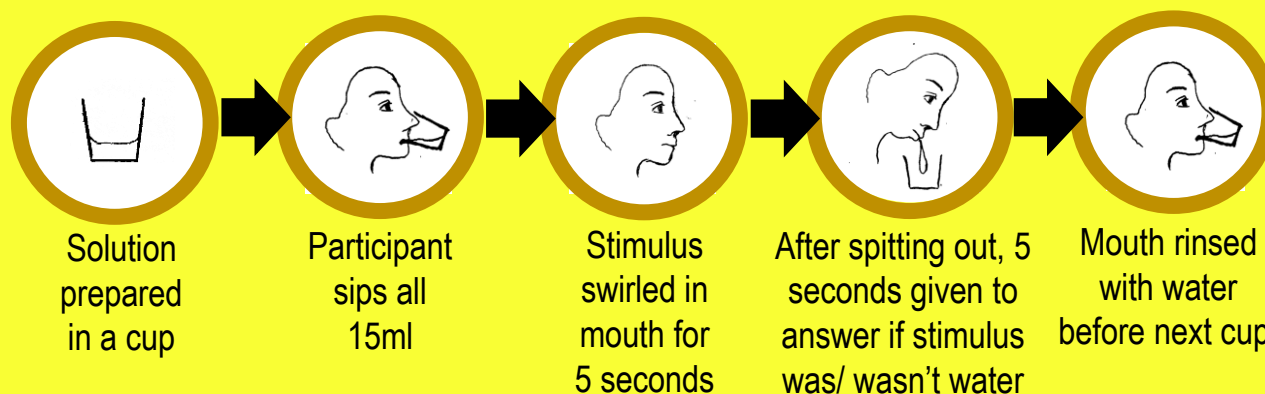 Solution
prepared
in a cup
Participant
sips all
15ml
Stimulus
swirled in
mouth for
5 seconds
After spitting out, 5
seconds given to
answer if stimulus
was/ wasn't water
Mouth rinsed
with water
before next cup